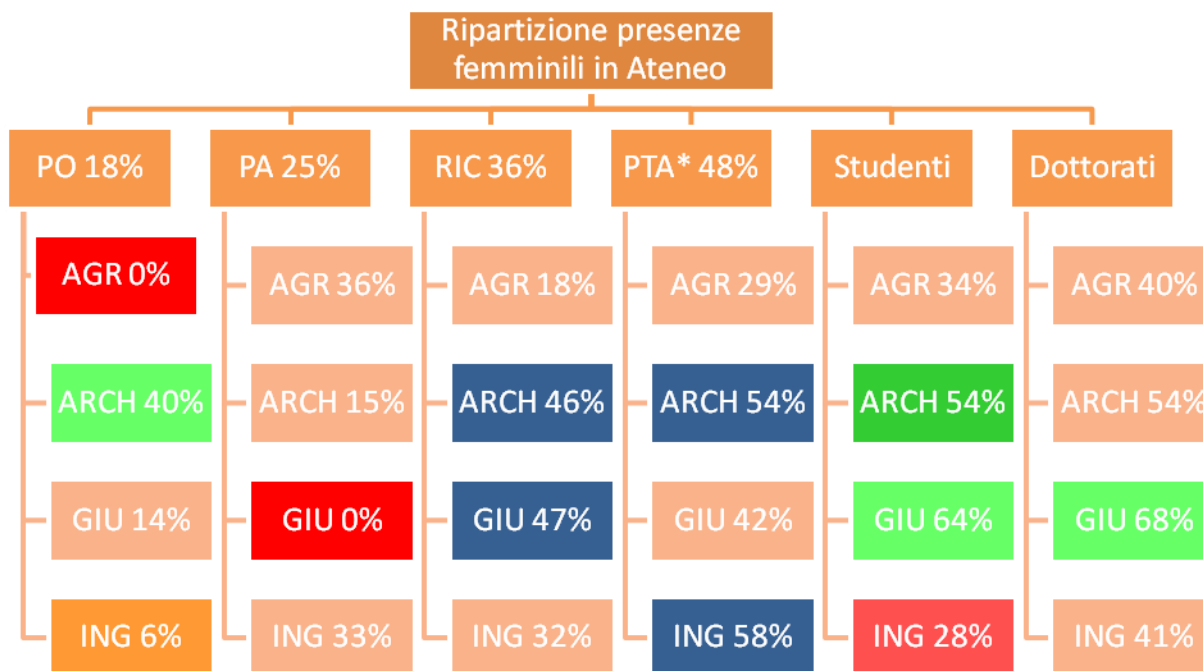 Ripartizione presenze
femminili in Ateneo
PO 18%
PA 25%
RIC 36%
PTA* 48%
Studenti
Dottorati
AGR 0%
AGR 36%
AGR 18%
AGR 29%
AGR 34%
AGR 40%
ARCH 40%
ARCH 15%
ARCH 46%
ARCH 54%
ARCH 54%
ARCH 54%
GIU 14%
GIU 0%
GIU 47%
GIU 42%
GIU 64%
GIU 68%
ING 6%
ING 33%
ING 32%
ING 58%
ING 28%
ING 41%